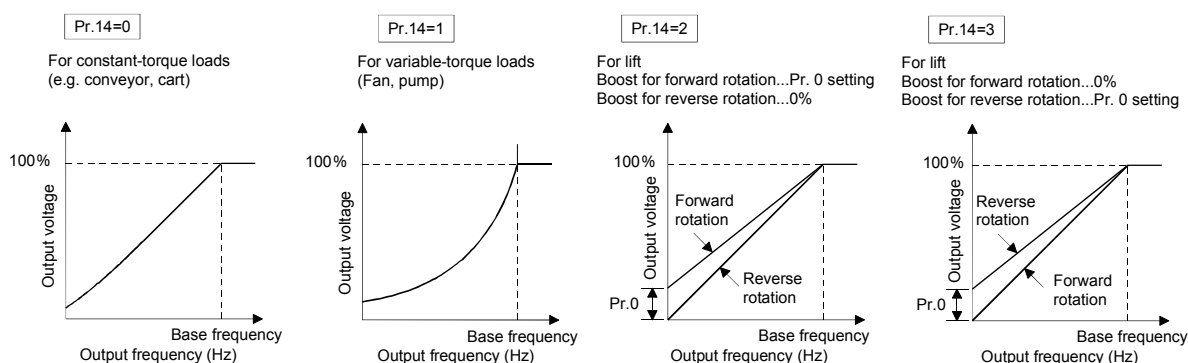 Pr.14=0
For constant-torque loads
(e.g. conveyor, cart)
100%
Output voltage
Base frequency
Output frequency (Hz)
Pr.14=1
For variable-torque loads
(Fan, pump)
100%
Output voltage
Base frequency
Output frequency (Hz)
Pr.14=2
For lift
Boost for forward rotation...Pr. 0 setting
Boost for reverse rotation...0%
100%
Output voltage
Forward
rotation
Reverse
rotation
Pr.0
Base frequency
Output frequency (Hz)
Pr.14=3
For lift
Boost for forward rotation...0%
Boost for reverse rotation...Pr. 0 setting
100%
Output voltage
Reverse
rotation
Forward
rotation
Pr.0
Base frequency
Output frequency (Hz)